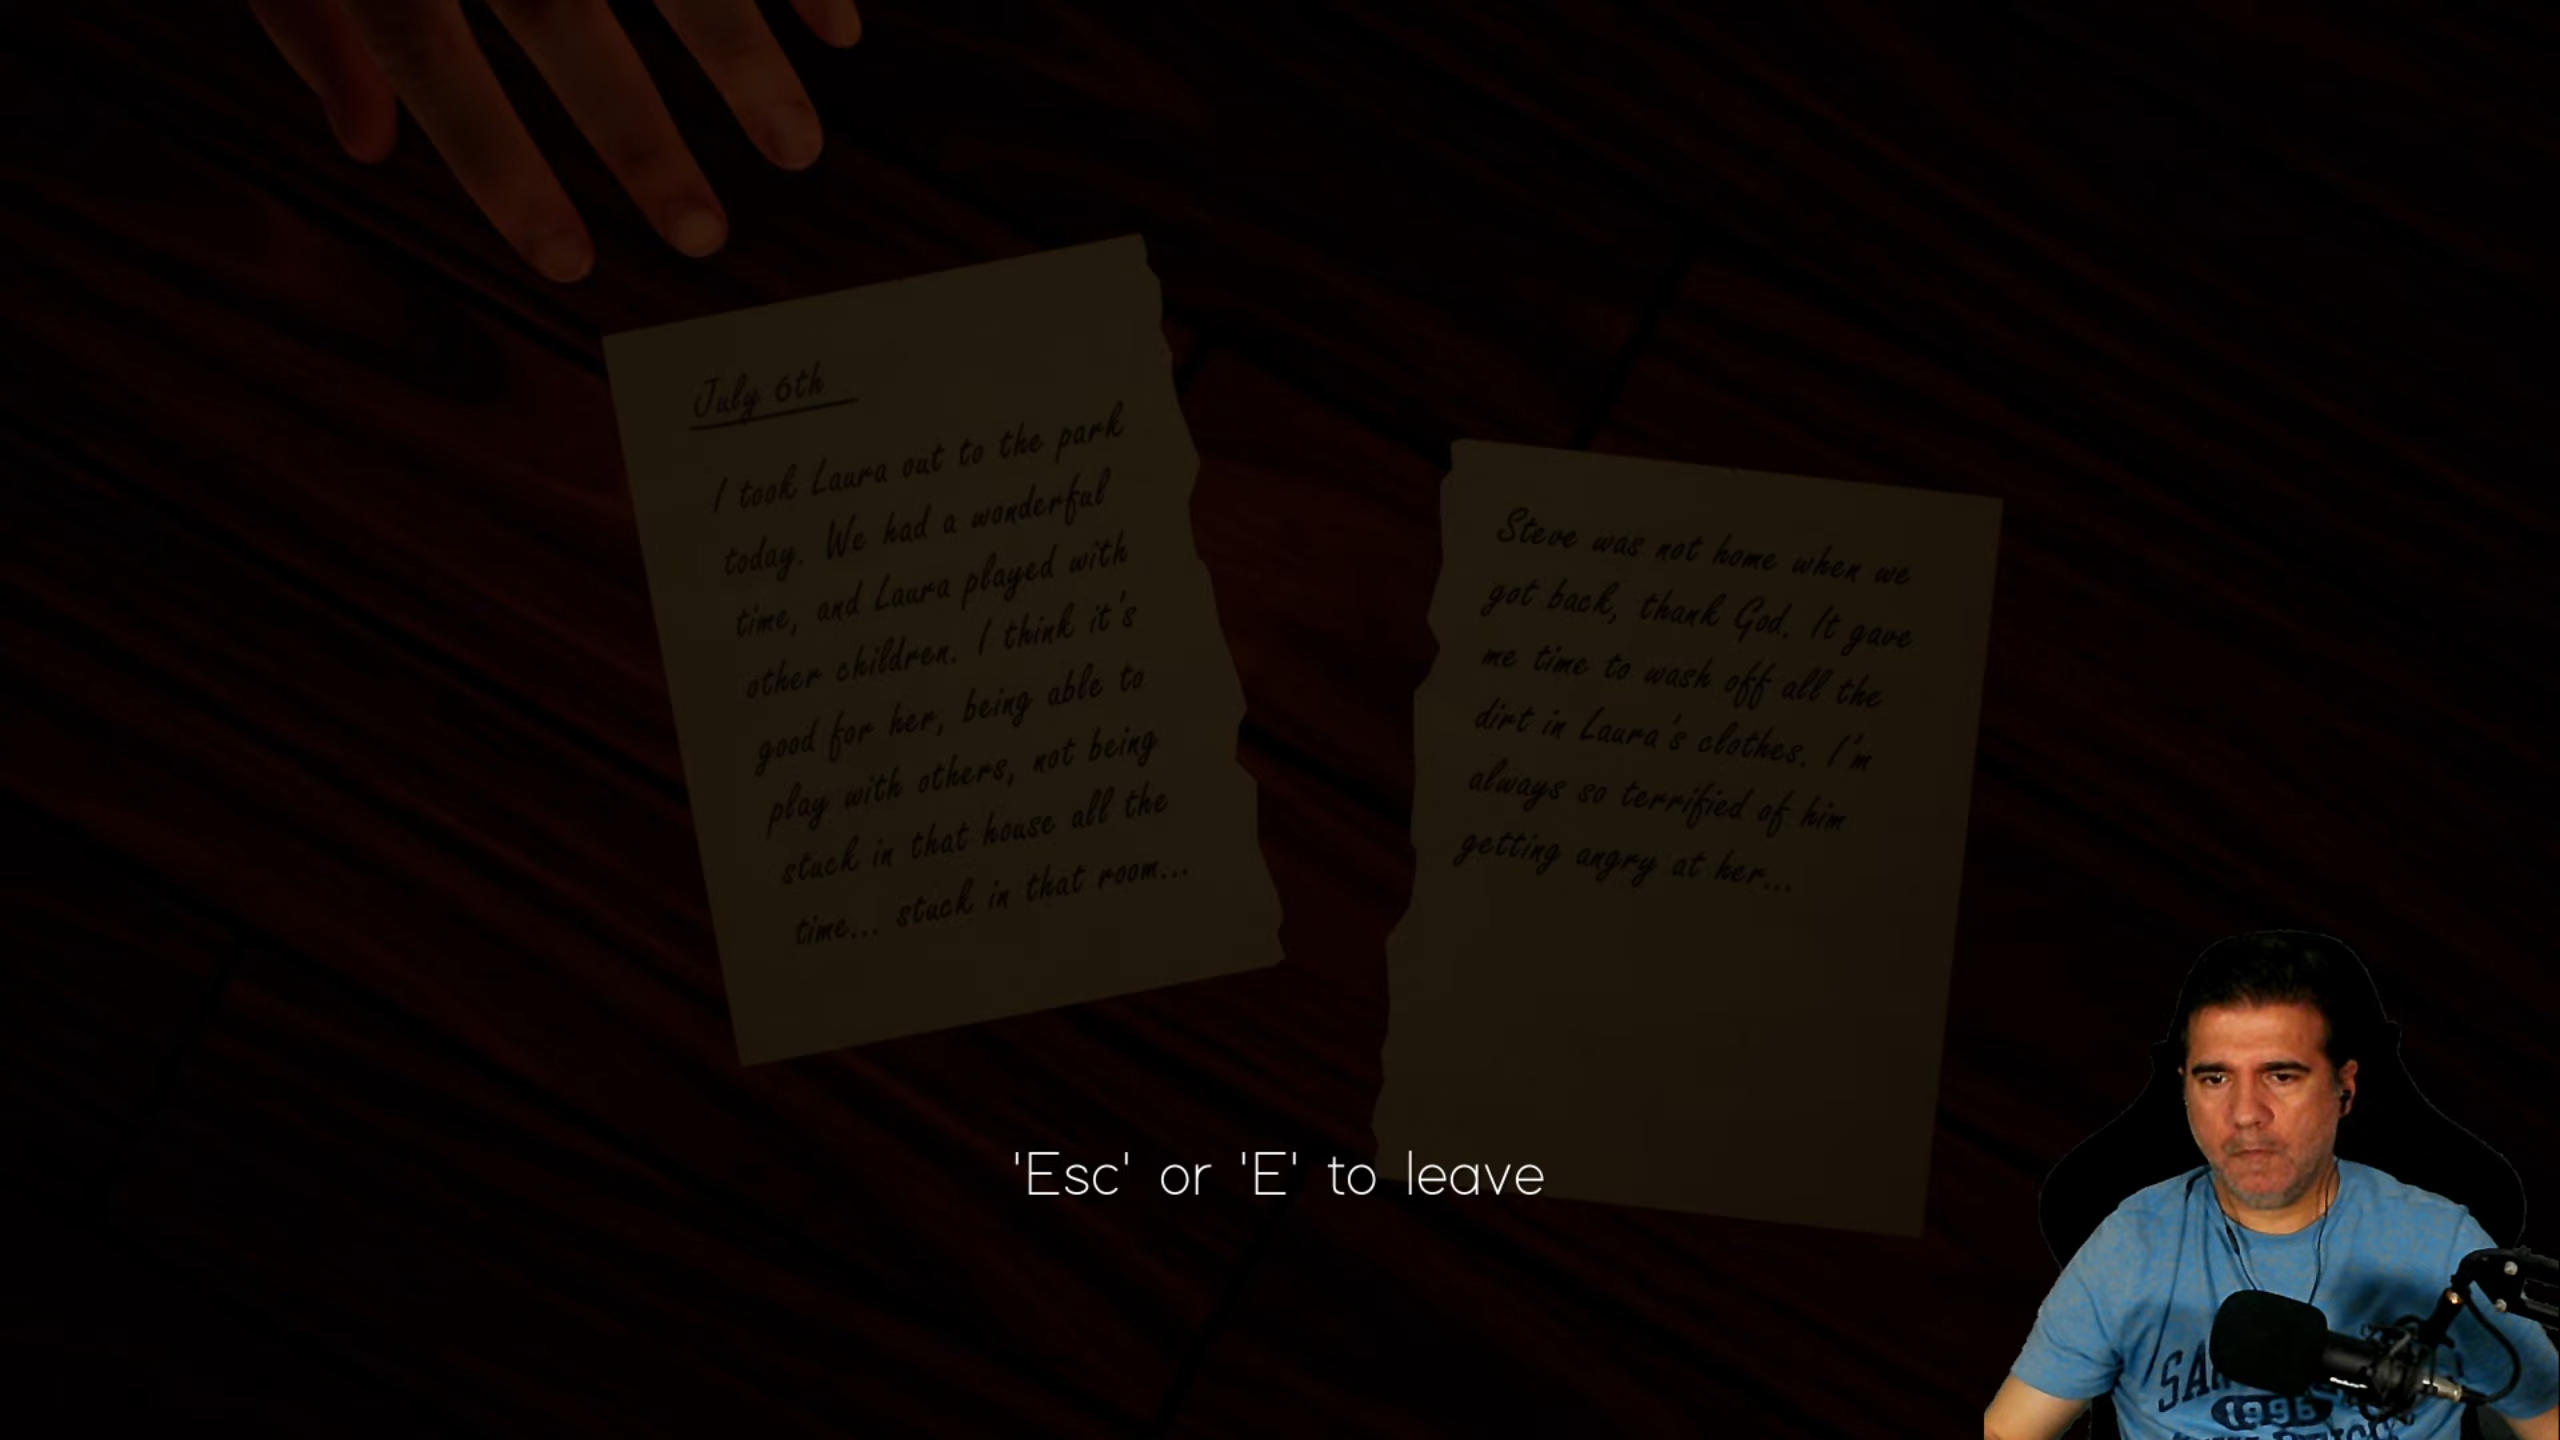 July 6th
I took Laura out to the park
today. We had a wonderful
time, and Laura played with
other children. I think it's
good for her, being able to
play with others, not being
stuck in that house all the
time... stuck in that room...
Steve was not home when we
got back, thank God. It gave
me time to wash off all the
dirt in Laura's clothes. I'm
always so terrified of him
getting angry at her...
'Esc' or 'E' to leave
1996